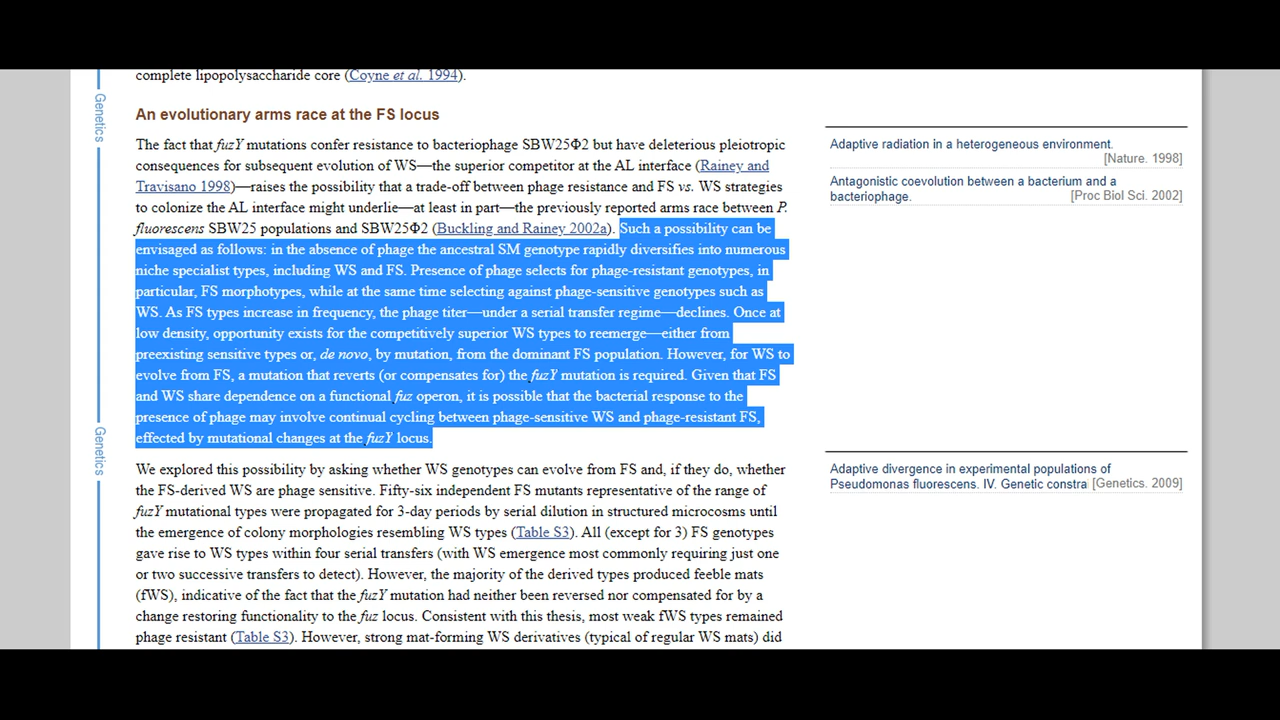 complete lipopolysaccharide core (Coyne et al. 1994).
An evolutionary arms race at the FS locus
The fact that fuzY mutations confer resistance to bacteriophage SBW25Φ2 but have deleterious pleiotropic
consequences for subsequent evolution of WS—the superior competitor at the AL interface (Rainey and
Travisano 1998)—raises the possibility that a trade-off between phage resistance and FS vs. WS strategies
to colonize the AL interface might underlie—at least in part—the previously reported arms race between P.
fluorescens SBW25 populations and SBW25Φ2 (Buckling and Rainey 2002a). Such a possibility can be
envisaged as follows: in the absence of phage the ancestral SM genotype rapidly diversifies into numerous
niche specialist types, including WS and FS. Presence of phage selects for phage-resistant genotypes, in
particular, FS morphotypes, while at the same time selecting against phage-sensitive genotypes such as
WS. As FS types increase in frequency, the phage titer—under a serial transfer regime—declines. Once at
low density, opportunity exists for the competitively superior WS types to reemerge—either from
preexisting sensitive types or, de novo, by mutation, from the dominant FS population. However, for WS to
evolve from FS, a mutation that reverts (or compensates for) the fuzY mutation is required. Given that FS
and WS share dependence on a functional fuz operon, it is possible that the bacterial response to the
presence of phage may involve continual cycling between phage-sensitive WS and phage-resistant FS,
effected by mutational changes at the fuzY locus.
We explored this possibility by asking whether WS genotypes can evolve from FS and, if they do, whether
the FS-derived WS are phage sensitive. Fifty-six independent FS mutants representative of the range of
fuzY mutational types were propagated for 3-day periods by serial dilution in structured microcosms until
the emergence of colony morphologies resembling WS types (Table S3). All (except for 3) FS genotypes
gave rise to WS types within four serial transfers (with WS emergence most commonly requiring just one
or two successive transfers to detect). However, the majority of the derived types produced feeble mats
(fWS), indicative of the fact that the fuzY mutation had neither been reversed nor compensated for by a
change restoring functionality to the fuz locus. Consistent with this thesis, most weak fWS types remained
phage resistant (Table S3). However, strong mat-forming WS derivatives (typical of regular WS mats) did
Genetics
Genetics
Adaptive radiation in a heterogeneous environment.
[Nature. 1998]
Antagonistic coevolution between a bacterium and a
bacteriophage. [Proc Biol Sci. 2002]
Adaptive divergence in experimental populations of
Pseudomonas fluorescens. IV. Genetic constrai [Genetics. 2009]